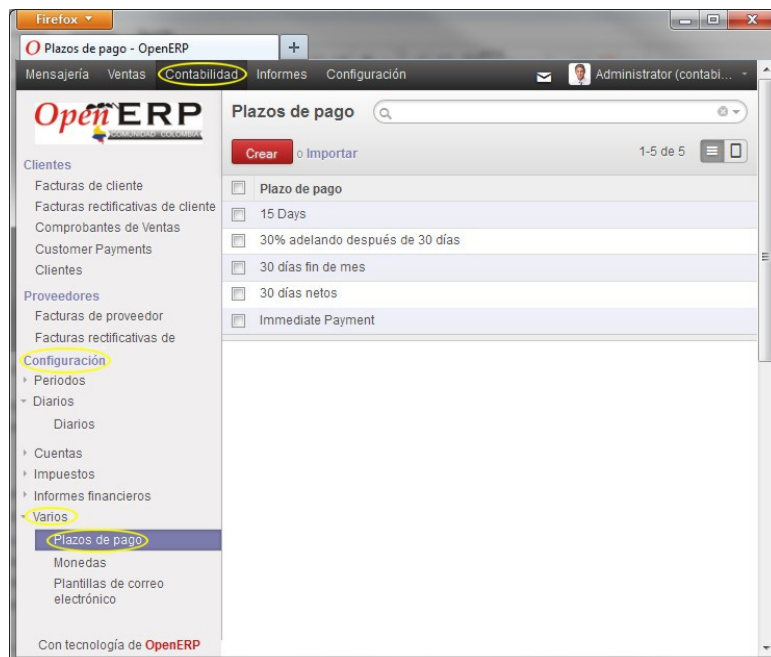 Firefox
Plazos de pago - OpenERP
Mensajería Ventas Contabilidad Informes Configuración Administrator (contabi...
Open ERP
COMUNIDAD COLOMBIA
Plazos de pago
Crear o Importar 1-5 de 5
Clientes
Facturas de cliente
Facturas rectificativas de cliente
Comprobantes de Ventas
Customer Payments
Clientes
Proveedores
Facturas de proveedor
Facturas rectificativas de
Configuración
Periodos
Diarios
Diarios
Cuentas
Impuestos
Informes financieros
Varios
Plazos de pago
Monedas
Plantillas de correo
electrónico
Con tecnología de OpenERP
Plazo de pago
15 Days
30% adelando después de 30 días
30 días fin de mes
30 días netos
Immediate Payment